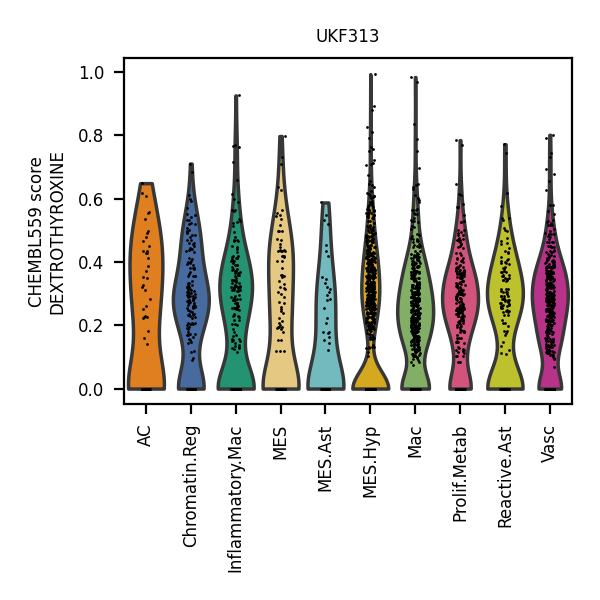 UKF313
CHEMBL559 score
DEXTROTHYROXINE
1.0
0.8
0.6
0.4
0.2
0.0
AC
Chromatin.Reg
Inflammatory.Mac
MES
MES.Ast
MES.Hyp
Mac
Prolif.Metab
Reactive.Ast
Vasc